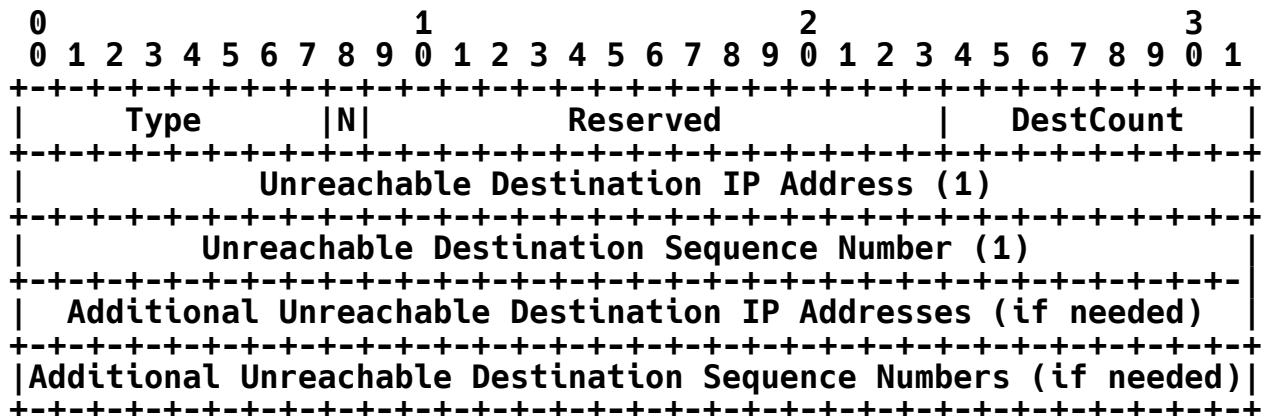 0                   1                   2                   3
 0 1 2 3 4 5 6 7 8 9 0 1 2 3 4 5 6 7 8 9 0 1 2 3 4 5 6 7 8 9 0 1
+-+-+-+-+-+-+-+-+-+-+-+-+-+-+-+-+-+-+-+-+-+-+-+-+-+-+-+-+-+-+-+-+
|     Type      |N|          Reserved           |   DestCount   |
+-+-+-+-+-+-+-+-+-+-+-+-+-+-+-+-+-+-+-+-+-+-+-+-+-+-+-+-+-+-+-+-+
|            Unreachable Destination IP Address (1)             |
+-+-+-+-+-+-+-+-+-+-+-+-+-+-+-+-+-+-+-+-+-+-+-+-+-+-+-+-+-+-+-+-+
|         Unreachable Destination Sequence Number (1)           |
+-+-+-+-+-+-+-+-+-+-+-+-+-+-+-+-+-+-+-+-+-+-+-+-+-+-+-+-+-+-+-+-|
|  Additional Unreachable Destination IP Addresses (if needed)  |
+-+-+-+-+-+-+-+-+-+-+-+-+-+-+-+-+-+-+-+-+-+-+-+-+-+-+-+-+-+-+-+-+
|Additional Unreachable Destination Sequence Numbers (if needed)|
+-+-+-+-+-+-+-+-+-+-+-+-+-+-+-+-+-+-+-+-+-+-+-+-+-+-+-+-+-+-+-+-+